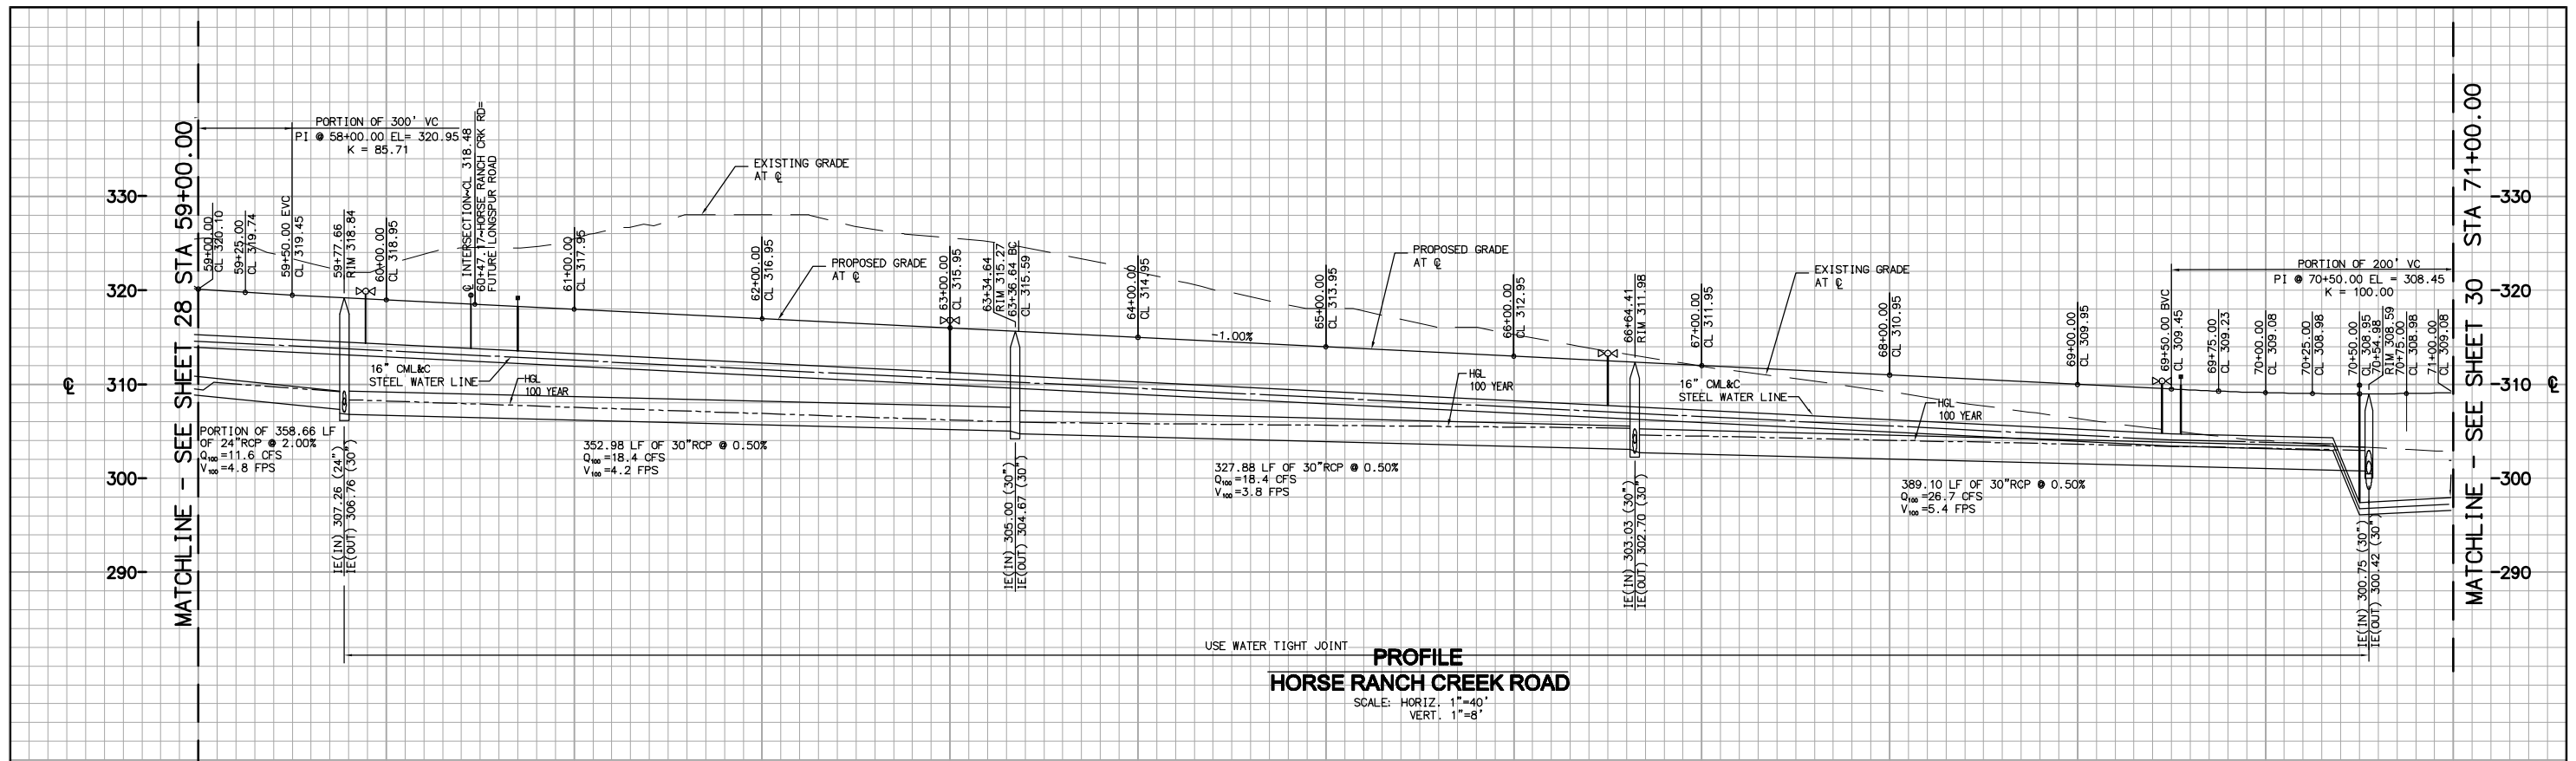 MATCHLINE - SEE SHEET 28 STA 59+00.00
PORTION OF 300' VC
PI @ 58+00.00 EL= 320.95
K = 85.71
330
320
310
300
290
℄
59+00.00
CL 320.10
59+25.00
CL 319.74
59+50.00 EVC
CL 319.45
59+77.66
RIM 318.84
60+00.00
CL 318.95
℄ INTERSECTION~CL 318.48
60+47.17~HORSE RANCH CRK RD=
FUTURE LONGSPUR ROAD
61+00.00
CL 317.95
EXISTING GRADE
AT ℄
62+00.00
CL 316.95
PROPOSED GRADE
AT ℄
63+00.00
CL 315.95
63+34.64
RIM 315.27
63+36.64 BC
CL 315.59
64+00.00
CL 314.95
-1.00%
65+00.00
CL 313.95
PROPOSED GRADE
AT ℄
66+00.00
CL 312.95
66+64.41
RIM 311.98
67+00.00
CL 311.95
EXISTING GRADE
AT ℄
68+00.00
CL 310.95
69+00.00
CL 309.95
69+50.00 BVC
CL 309.45
69+75.00
CL 309.23
70+00.00
CL 309.08
70+25.00
CL 308.98
70+50.00
CL 308.95
70+54.98
RIM 308.59
70+75.00
CL 308.98
71+00.00
CL 309.08
PORTION OF 200' VC
PI @ 70+50.00 EL = 308.45
K = 100.00
16" CML&C
STEEL WATER LINE
HGL
100 YEAR
HGL
100 YEAR
16" CML&C
STEEL WATER LINE
HGL
100 YEAR
PORTION OF 358.66 LF
OF 24"RCP @ 2.00%
Q100 =11.6 CFS
V100 =4.8 FPS
IE(IN) 307.26 (24")
IE(OUT) 306.76 (30")
352.98 LF OF 30"RCP @ 0.50%
Q100 =18.4 CFS
V100 =4.2 FPS
IE(IN) 305.00 (30")
IE(OUT) 304.67 (30")
327.88 LF OF 30"RCP @ 0.50%
Q100 =18.4 CFS
V100 =3.8 FPS
IE(IN) 303.03 (30")
IE(OUT) 302.70 (30")
389.10 LF OF 30"RCP @ 0.50%
Q100 =26.7 CFS
V100 =5.4 FPS
IE(IN) 300.75 (30")
IE(OUT) 300.42 (30")
MATCHLINE - SEE SHEET 30 STA 71+00.00
330
320
310
300
290
℄
USE WATER TIGHT JOINT
PROFILE
HORSE RANCH CREEK ROAD
SCALE: HORIZ. 1"=40'
VERT. 1"=8'